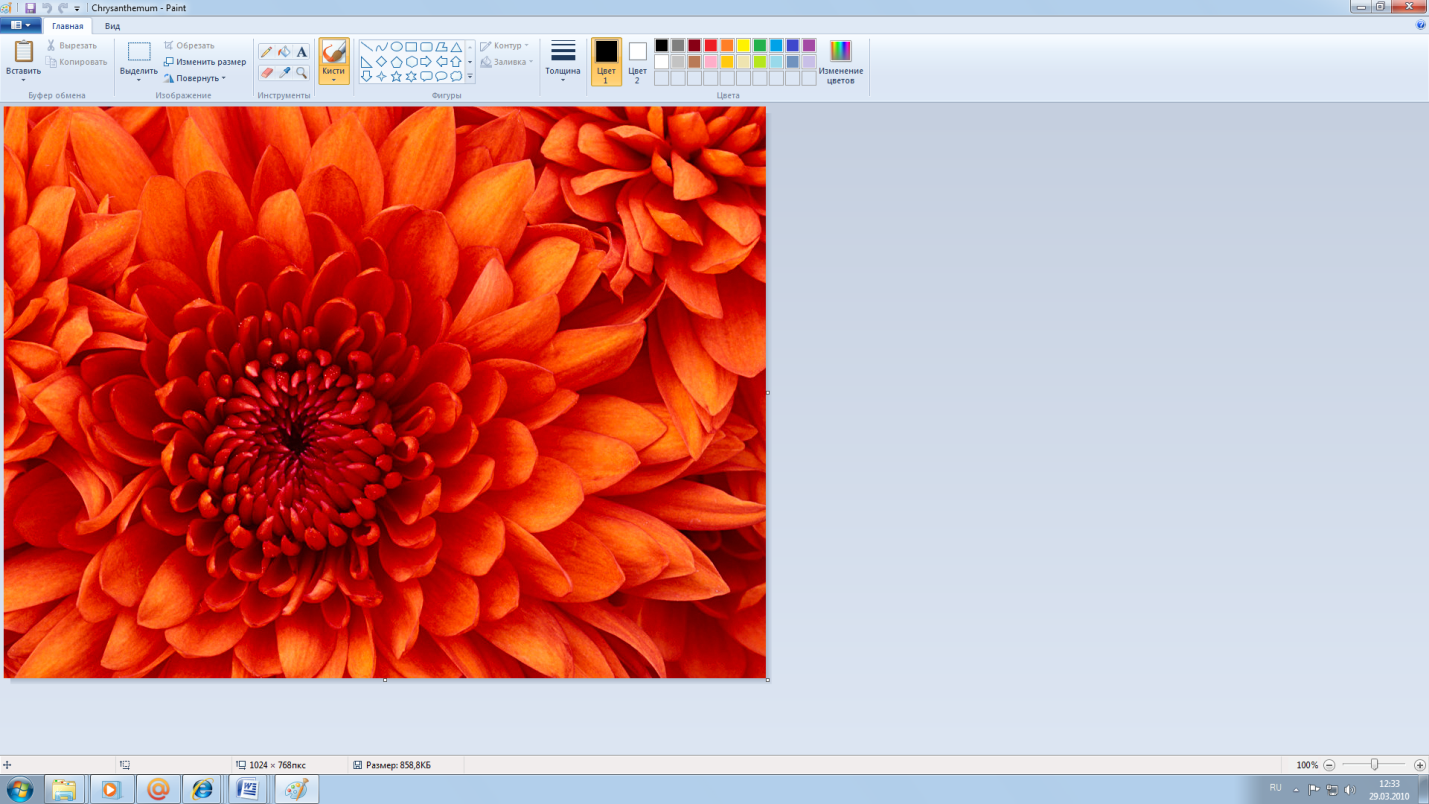 Chrysanthemum - Paint
Главная Вид
Вставить
Вырезать
Копировать
Буфер обмена
Выделить
Обрезать
Изменить размер
Повернуть
Изображение
A
Инструменты
Кисти
Контур
Заливка
Фигуры
Толщина
Цвет
1
Цвет
2
Изменение
цветов
Цвета
1024 × 768пкс Размер: 858,8КБ 100%
RU 12:33
29.03.2010